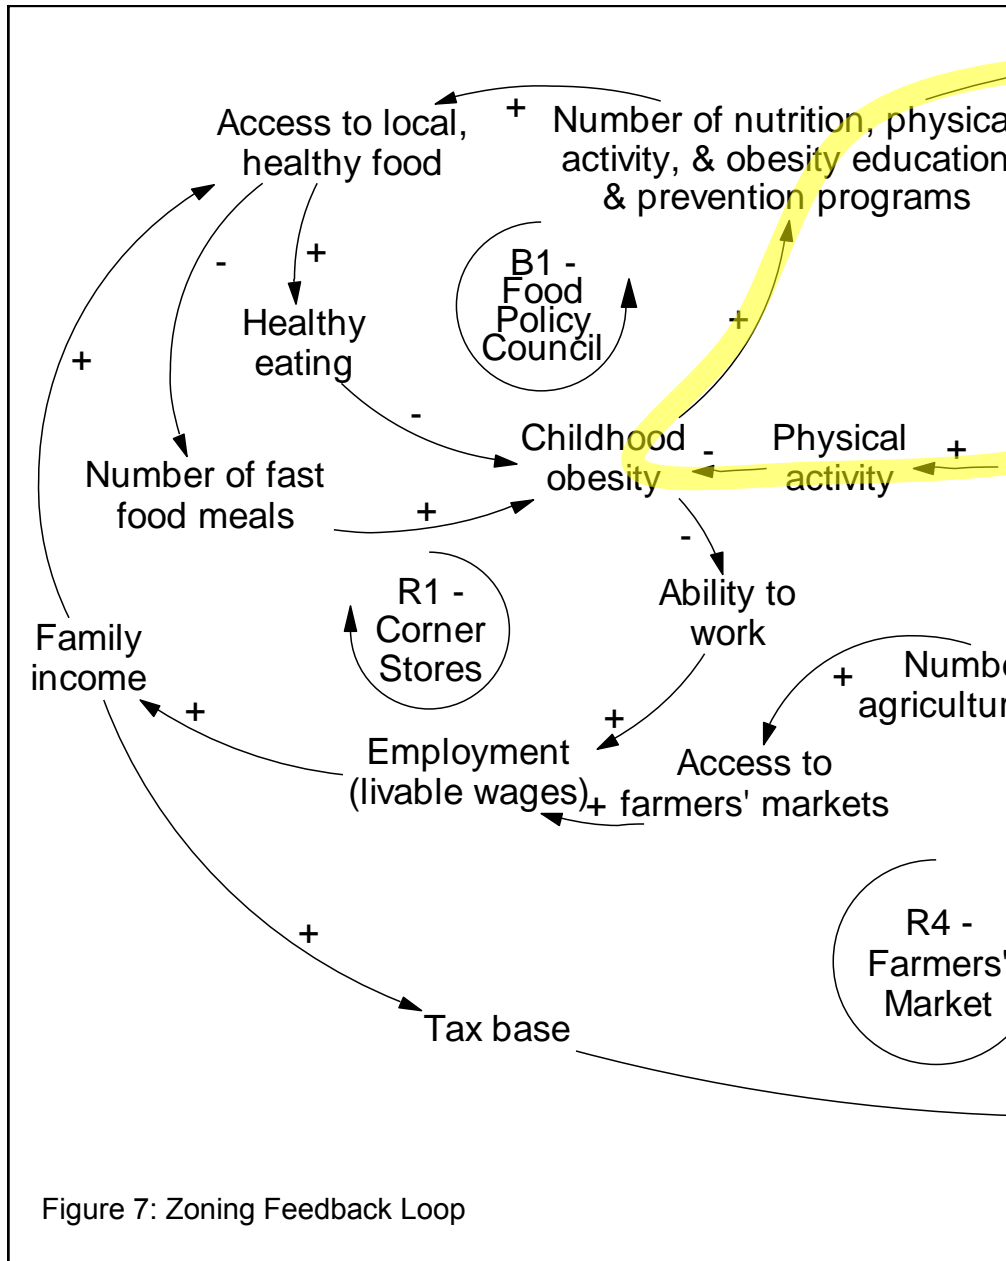 Access to local,
healthy food
+
Number of nutrition, physica
activity, & obesity education
& prevention programs
-
+
B1 -
Food
Policy
Council
+
Healthy
eating
+
-
Childhood
obesity
-
Physical
activity
+
Number of fast
food meals
+
-
R1 -
Corner
Stores
Ability to
work
Family
income
+
+
+
Numbe
agricultur
Employment
(livable wages)
+
Access to
farmers' markets
+
R4 -
Farmers'
Market
Tax base
Figure 7: Zoning Feedback Loop